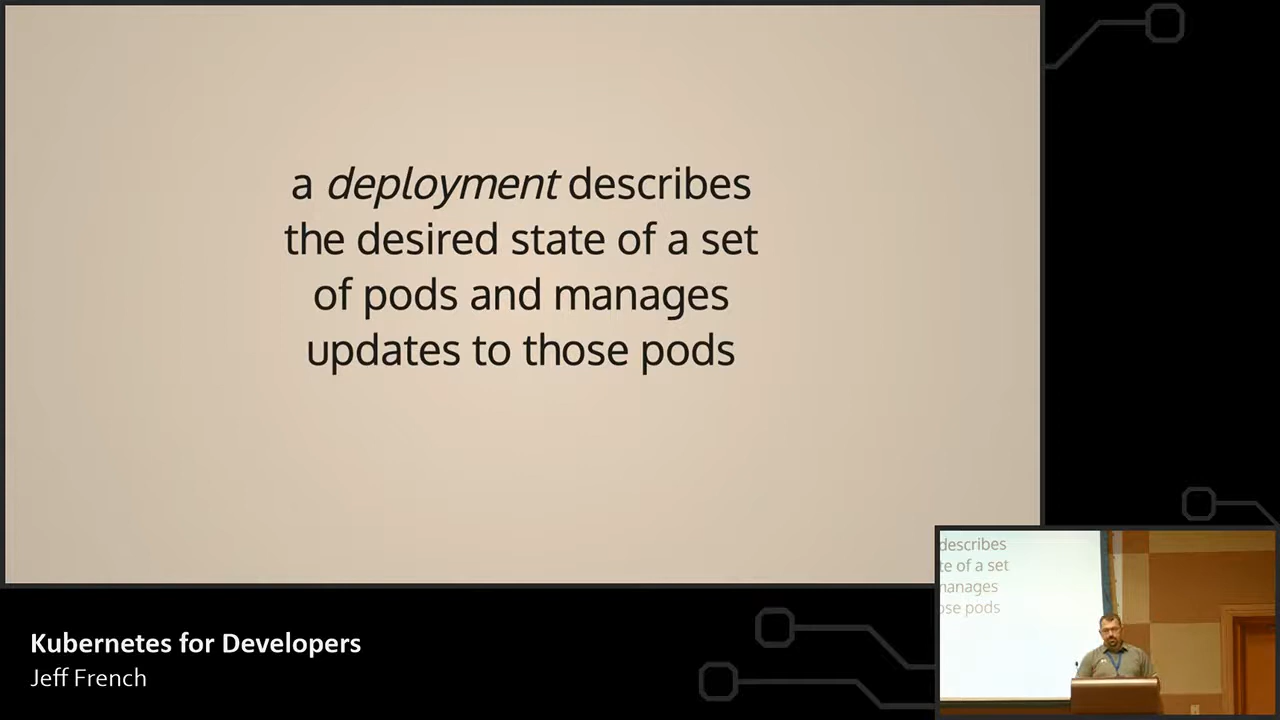 a deployment describes
the desired state of a set
of pods and manages
updates to those pods
describes
te of a set
manages
ose pods
Kubernetes for Developers
Jeff French